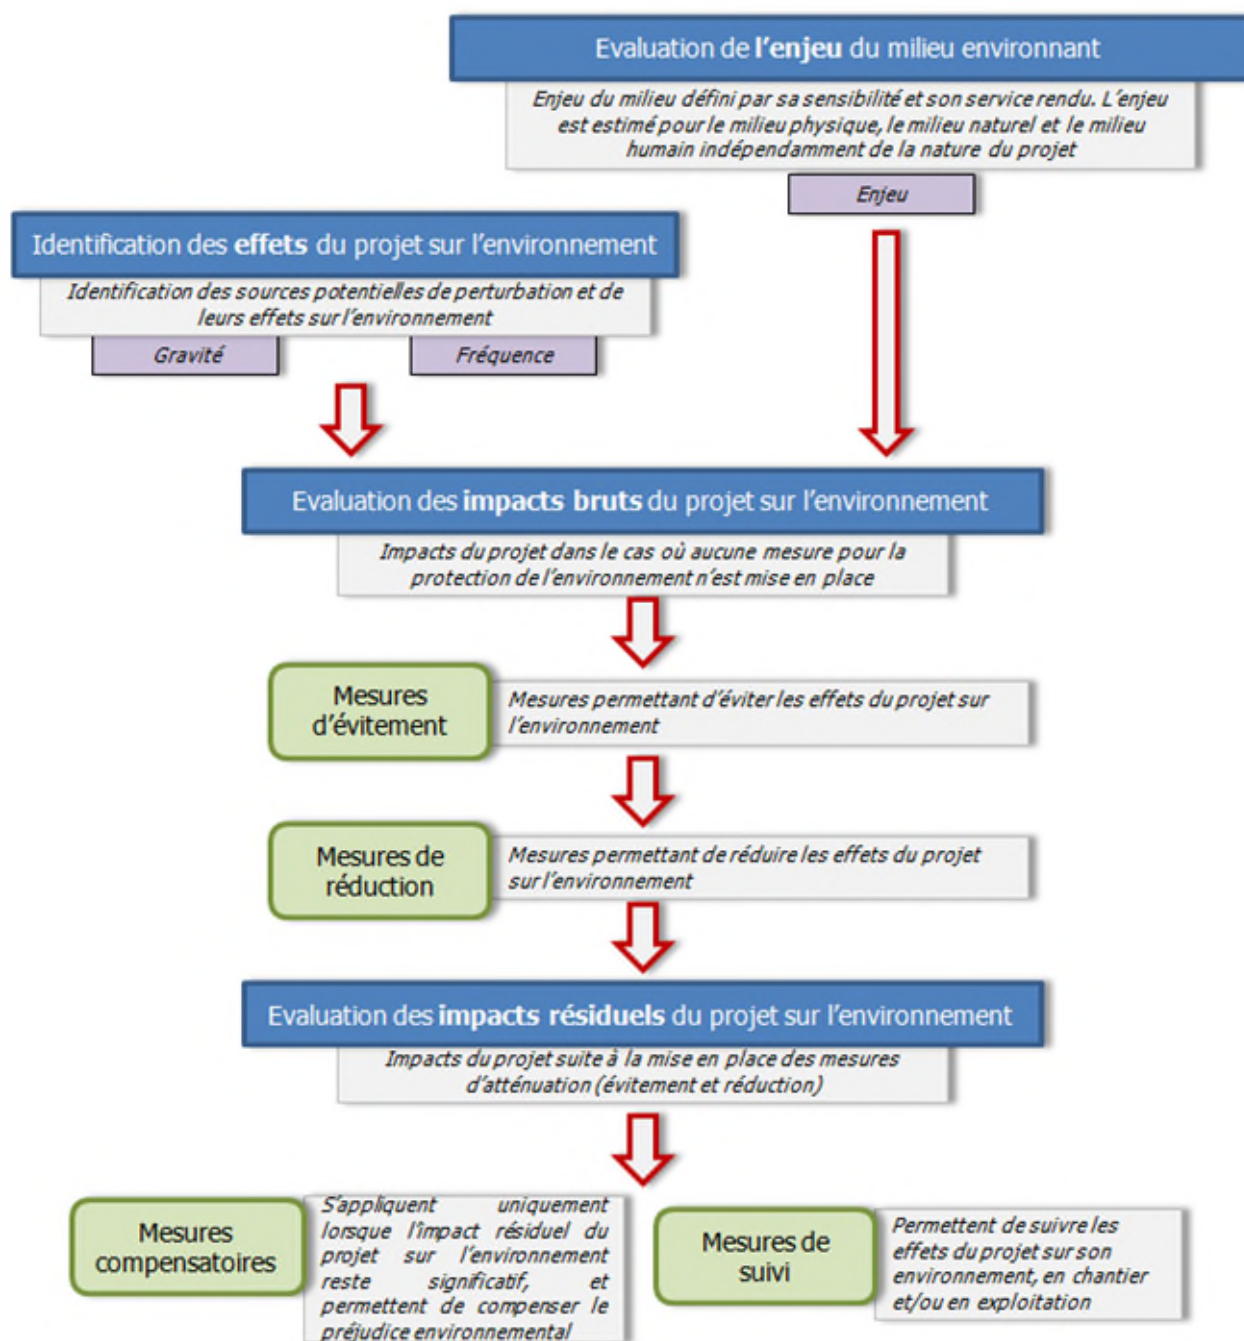 Evaluation de l'enjeu du milieu environnant
Enjeu du milieu défini par sa sensibilité et son service rendu. L'enjeu
est estimé pour le milieu physique, le milieu naturel et le milieu
humain indépendamment de la nature du projet
Enjeu
Identification des effets du projet sur l'environnement
Identification des sources potentielles de perturbation et de
leurs effets sur l'environnement
Gravité
Fréquence
Evaluation des impacts bruts du projet sur l'environnement
Impacts du projet dans le cas où aucune mesure pour la
protection de l'environnement n'est mise en place
Mesures
d'évitement
Mesures permettant d'éviter les effets du projet sur
l'environnement
Mesures de
réduction
Mesures permettant de réduire les effets du projet
sur l'environnement
Evaluation des impacts résiduels du projet sur l'environnement
Impacts du projet suite à la mise en place des mesures
d'atténuation (évitement et réduction)
Mesures
compensatoires
S'appliquent uniquement
lorsque l'impact résiduel du
projet sur l'environnement
reste significatif, et
permettent de compenser le
préjudice environnemental
Mesures de
suivi
Permettent de suivre les
effets du projet sur son
environnement, en chantier
et/ou en exploitation